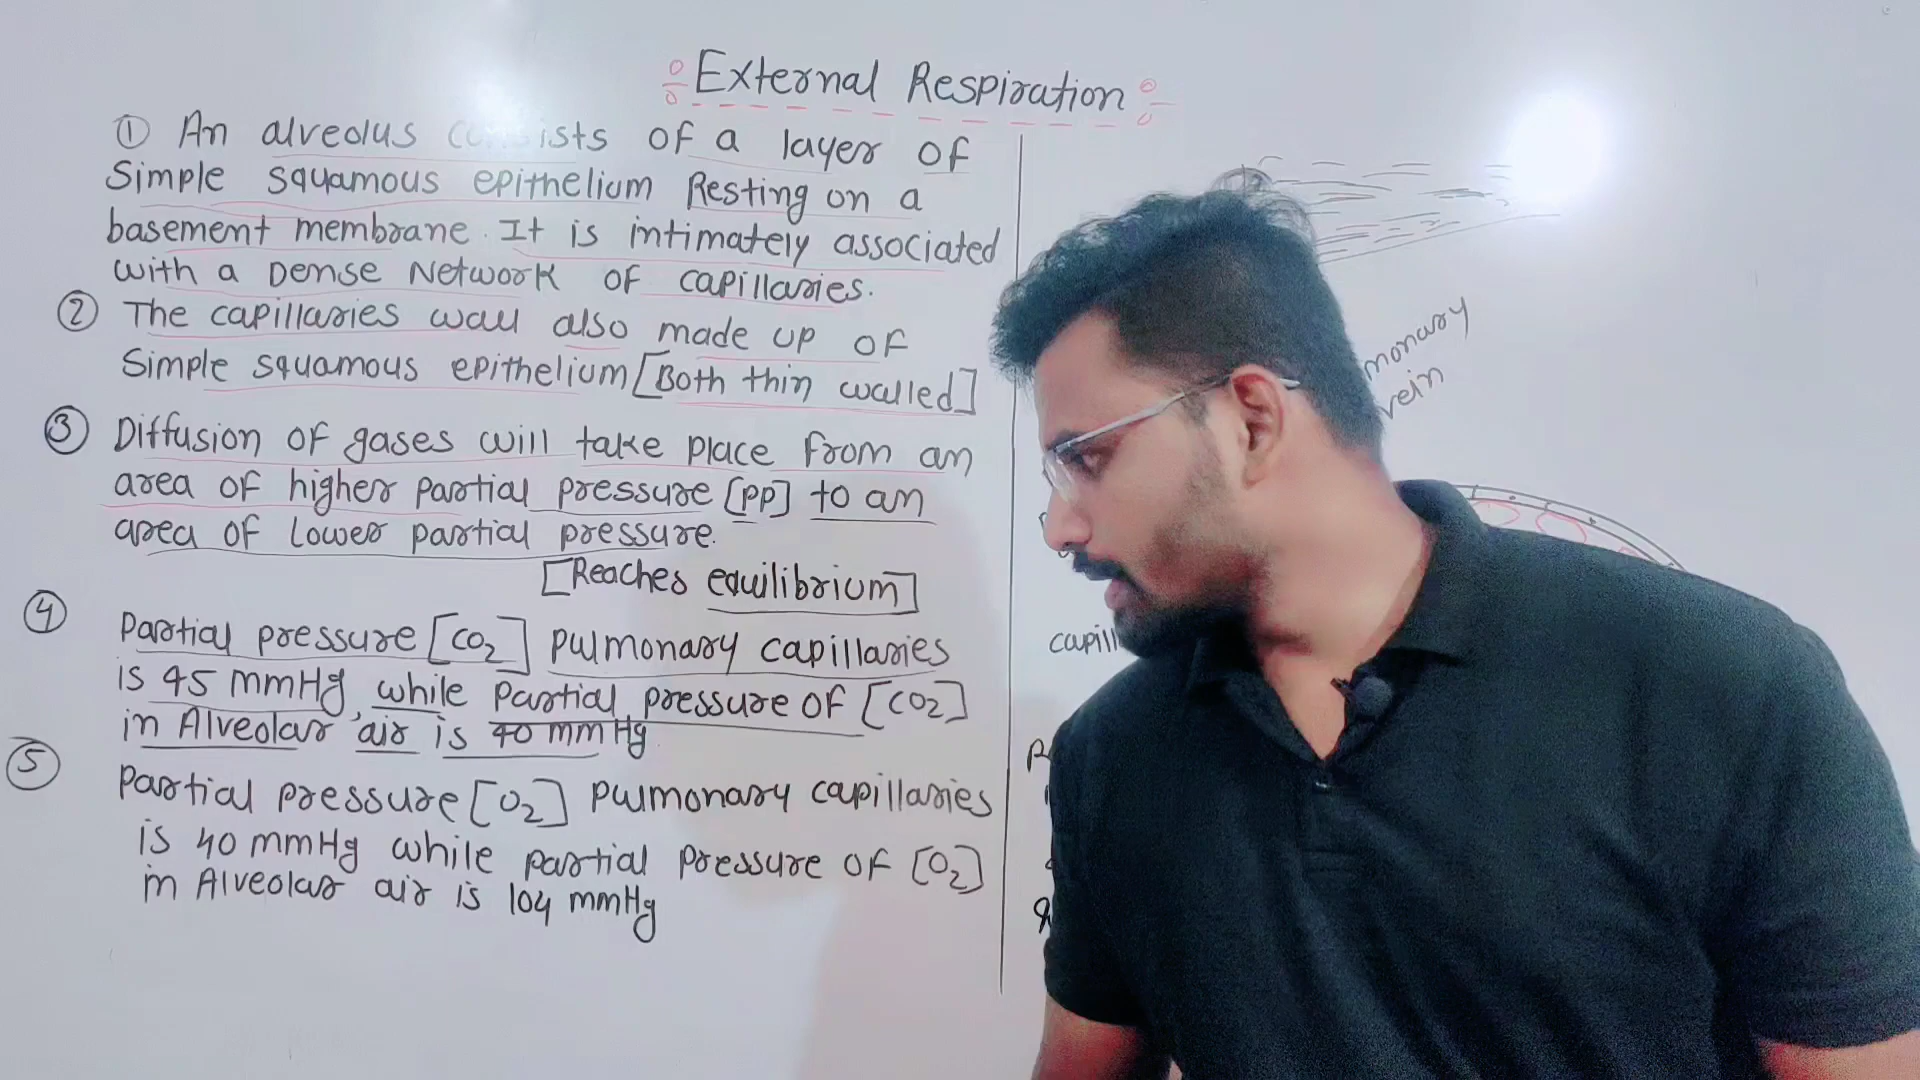 External Respiration
① An alveolus consists of a layer of
Simple squamous epithelium Resting on a
basement membrane. It is intimately associated
with a Dense Network of capillaries.
② The capillaries wall also made up of
Simple squamous epithelium [Both thin walled]
③ Diffusion of gases will take place from an
area of higher partial pressure [pp] to an
area of Lower partial pressure.
[Reaches equilibrium]
④ Partial pressure [CO2] pulmonary capillaries
is 45 mmHg, while partial pressure of [CO2]
in Alveolar air is 40 mmHg.
⑤ Partial pressure [O2] pulmonary capillaries
is 40 mmHg while partial pressure of [O2]
in Alveolar air is 104 mmHg
monary
vein
capill